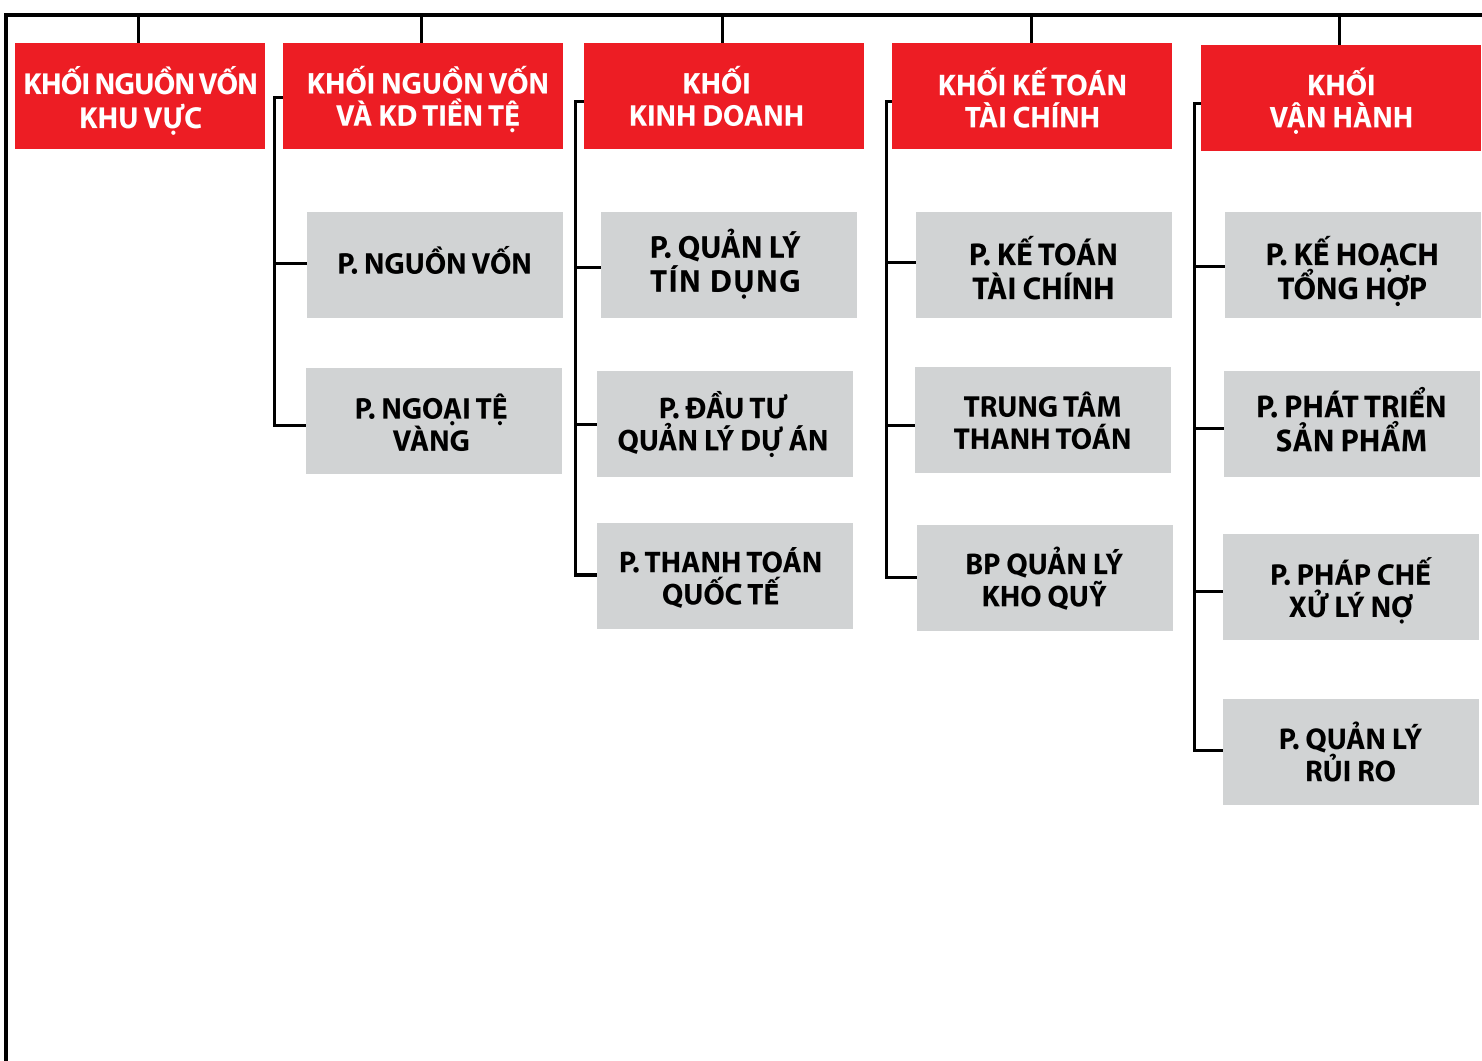 KHỐI NGUỒN VỐN
KHU VỰC
KHỐI NGUỒN VỐN
VÀ KD TIỀN TỆ
KHỐI
KINH DOANH
KHỐI KẾ TOÁN
TÀI CHÍNH
KHỐI
VẬN HÀNH
P. NGUỒN VỐN
P. NGOẠI TỆ
VÀNG
P. QUẢN LÝ
TÍN DỤNG
P. ĐẦU TƯ
QUẢN LÝ DỰ ÁN
P. THANH TOÁN
QUỐC TẾ
P. KẾ TOÁN
TÀI CHÍNH
TRUNG TÂM
THANH TOÁN
BP QUẢN LÝ
KHO QUỸ
P. KẾ HOẠCH
TỔNG HỢP
P. PHÁT TRIỂN
SẢN PHẨM
P. PHÁP CHẾ
XỬ LÝ NỢ
P. QUẢN LÝ
RỦI RO